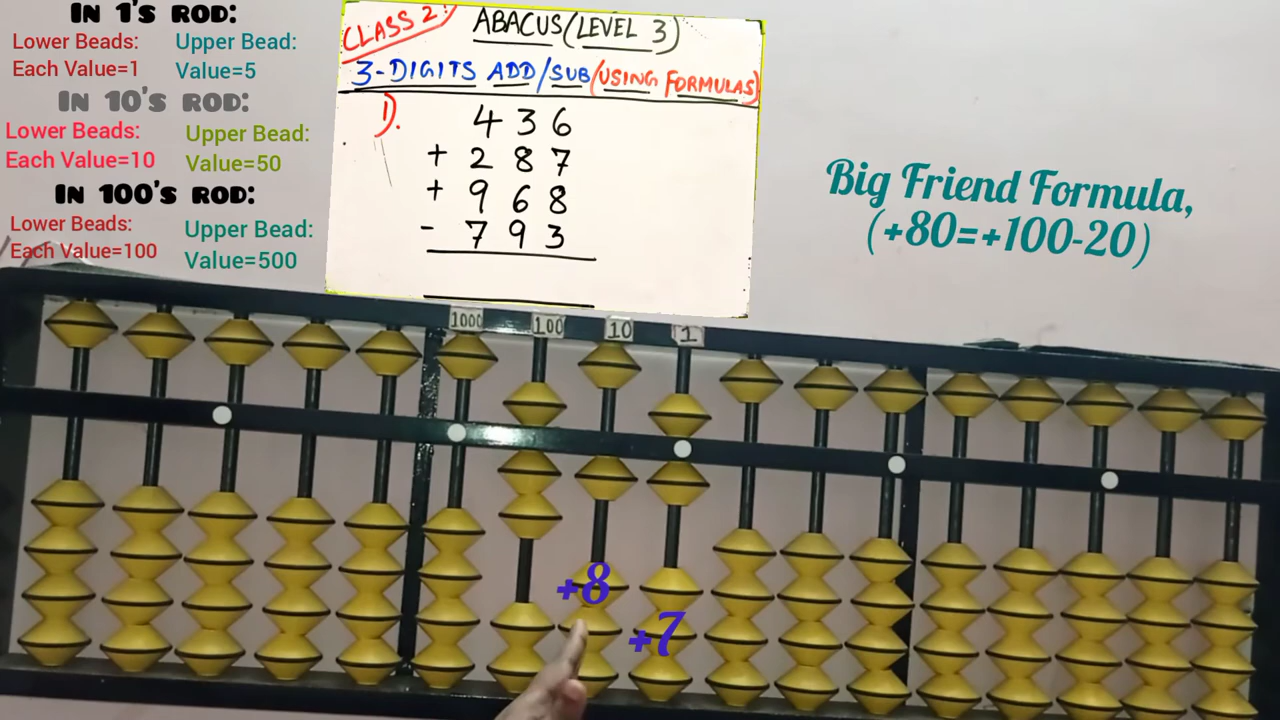 IN 1'S ROD:
Lower Beads: Upper Bead:
Each Value=1 Value=5
IN 10'S ROD:
Lower Beads: Upper Bead:
Each Value=10 Value=50
IN 100'S ROD:
Lower Beads: Upper Bead:
Each Value=100 Value=500
CLASS 2:
ABACUS (LEVEL 3)
3-DIGITS ADD/SUB (USING FORMULAS)
1).
4 3 6
+ 2 8 7
+ 9 6 8
- 7 9 3
Big Friend Formula,
(+80=+100-20)
1000 100 10 1
+8
+7